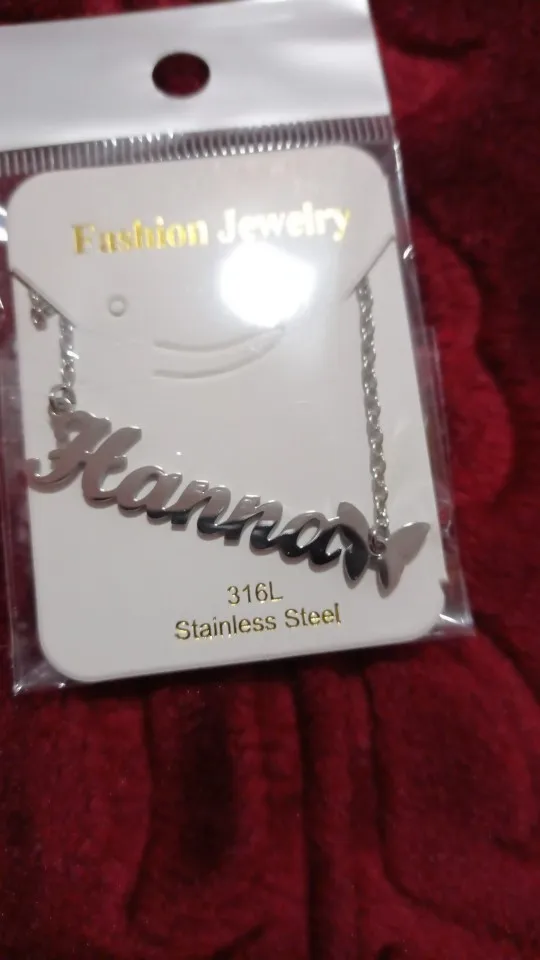 Fashion Jewelry
Hanna
316L
Stainless Steel